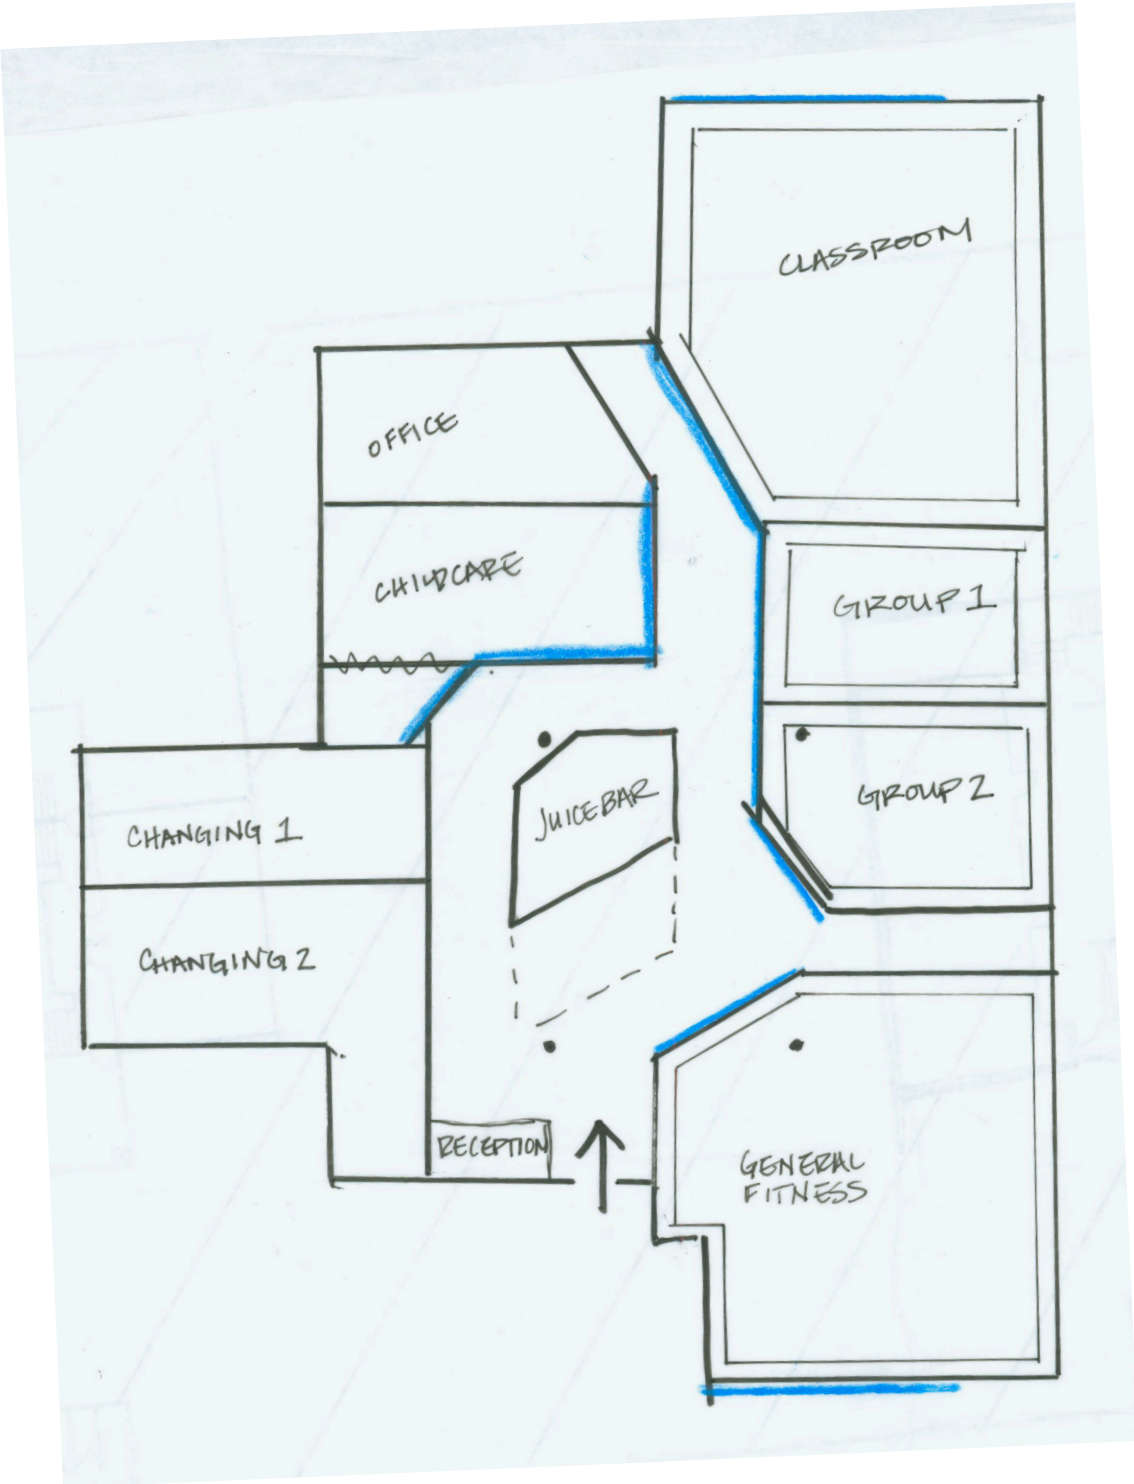 CLASSROOM
OFFICE
CHILDCARE
GROUP 1
GROUP 2
JUICEBAR
CHANGING 1
CHANGING 2
RECEPTION
GENERAL
FITNESS